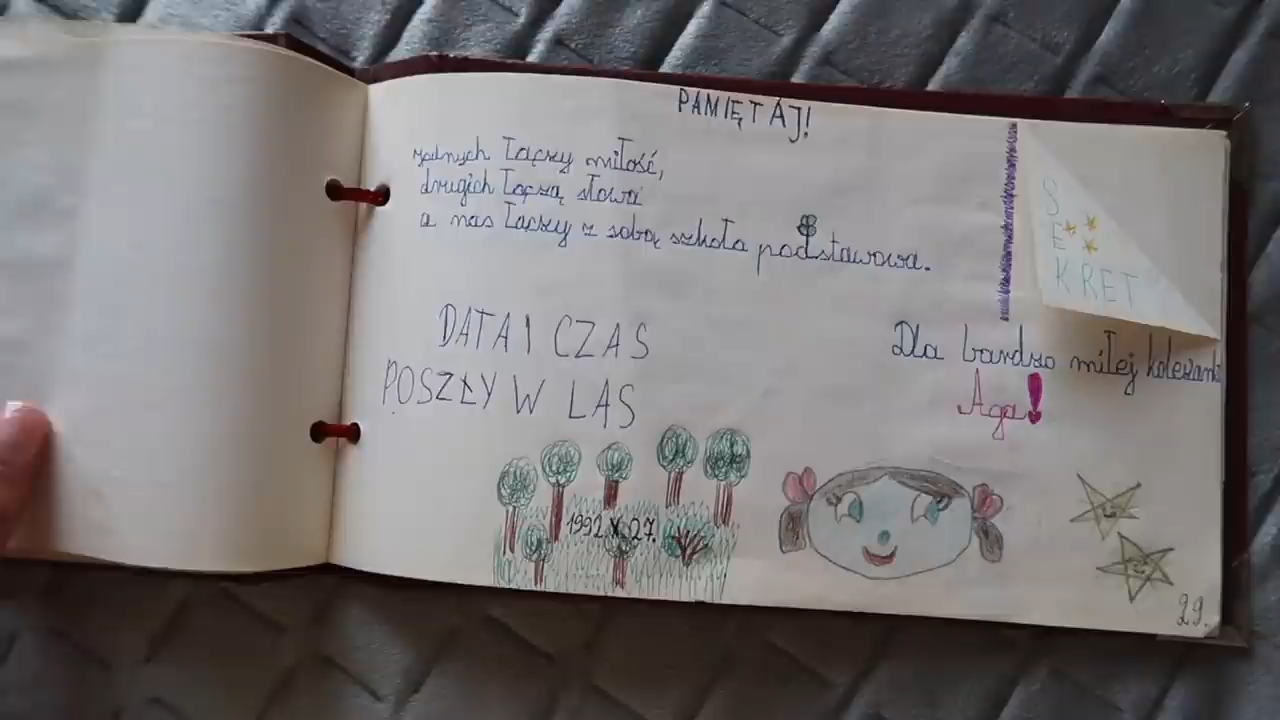 PAMIĘTAJ!
jednych łączy miłość,
drugich łączą słowa
a nas łączy z sobą szkoła podstawowa.
SEKRET
DATA I CZAS
POSZŁY W LAS
1992 X 27.
Dla bardzo miłej koleżank
Aga!
29.